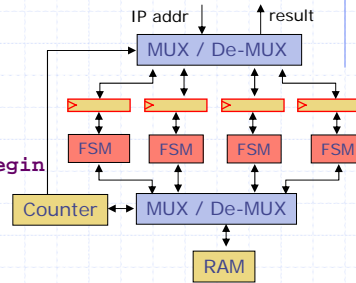 IP addr result
MUX / De-MUX
FSM FSM FSM FSM
egin
Counter MUX / De-MUX
RAM